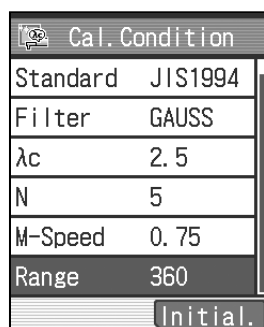 Cal.Condition
Standard JIS1994
Filter GAUSS
λc 2.5
N 5
M-Speed 0.75
Range 360
Initial.